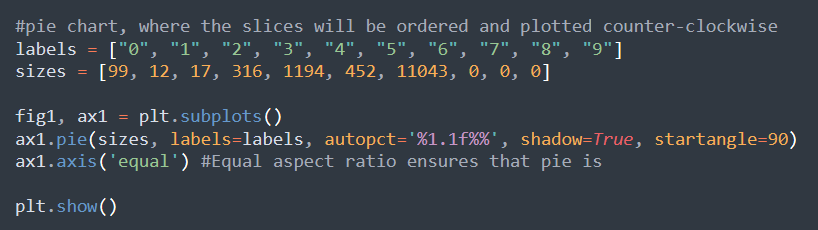 #pie chart, where the slices will be ordered and plotted counter-clockwise
labels = ["0", "1", "2", "3", "4", "5", "6", "7", "8", "9"]
sizes = [99, 12, 17, 316, 1194, 452, 11043, 0, 0, 0]
fig1, ax1 = plt.subplots()
ax1.pie(sizes, labels=labels, autopct='%1.1f%%', shadow=True, startangle=90)
ax1.axis('equal') #Equal aspect ratio ensures that pie is
plt.show()